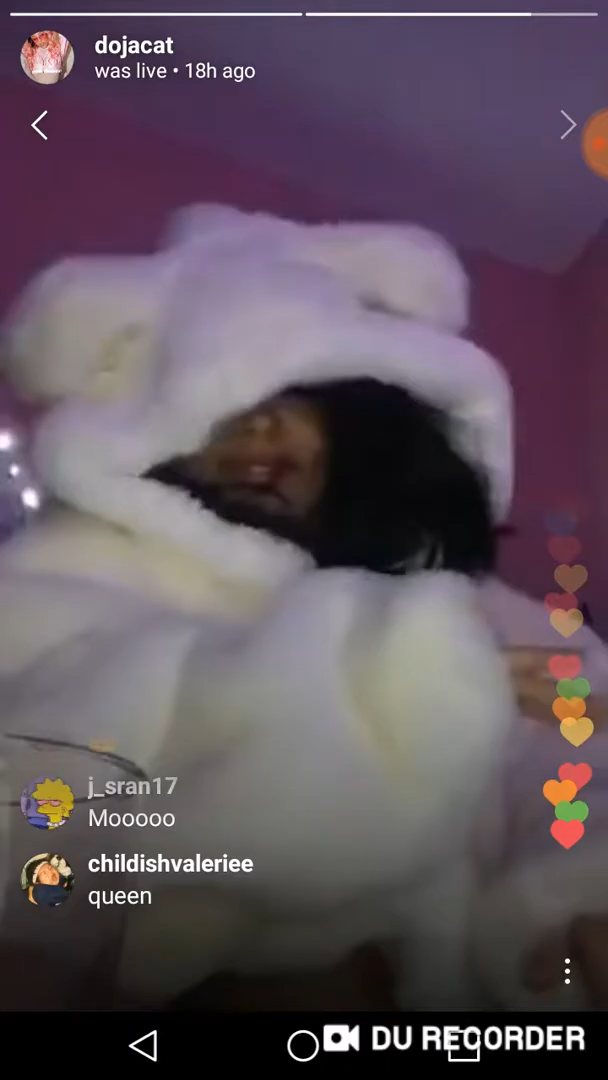 dojacat
was live • 18h ago
j_sran17
Mooooo
childishvaleriee
queen
DU RECORDER